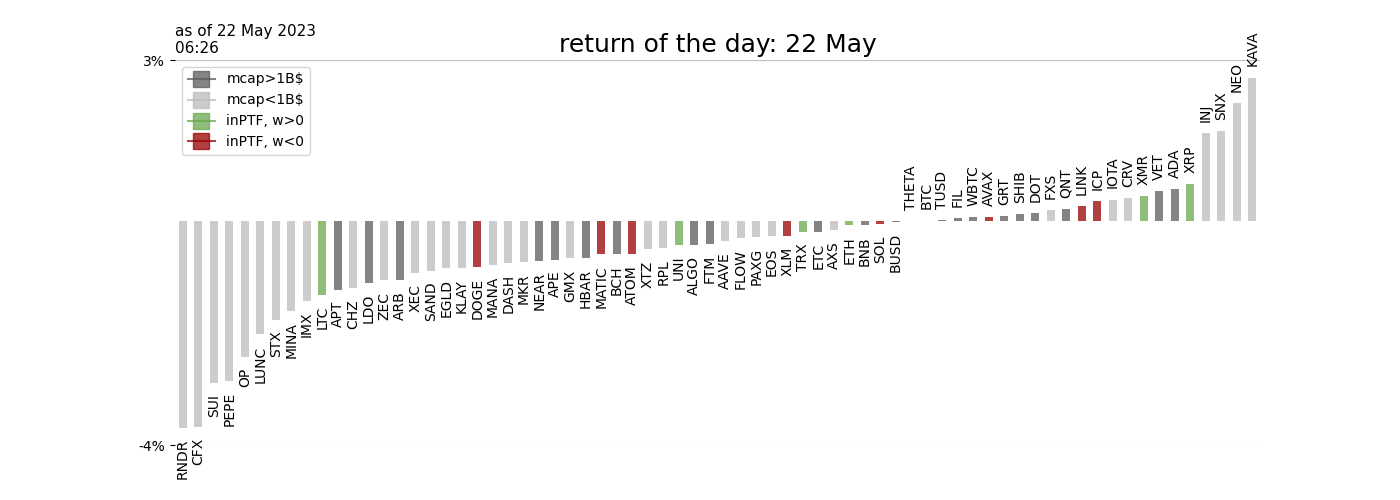 as of 22 May 2023
06:26
return of the day: 22 May
3%
mcap>1B$
mcap<1B$
inPTF, w>0
inPTF, w<0
-4%
RNDR
CFX
SUI
PEPE
OP
LUNC
STX
MINA
IMX
LTC
APT
CHZ
LDO
ZEC
ARB
XEC
SAND
EGLD
KLAY
DOGE
MANA
DASH
MKR
NEAR
APE
GMX
HBAR
MATIC
BCH
ATOM
XTZ
RPL
UNI
ALGO
FTM
AAVE
FLOW
PAXG
EOS
XLM
TRX
ETC
AXS
ETH
BNB
SOL
BUSD
THETA
BTC
TUSD
FIL
WBTC
AVAX
GRT
SHIB
DOT
FXS
QNT
LINK
ICP
IOTA
CRV
XMR
VET
ADA
XRP
INJ
SNX
NEO
KAVA